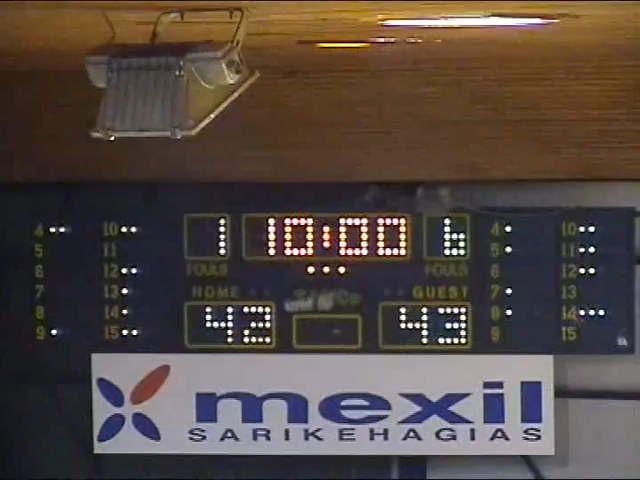 1 10:00 6
FOULS FOULS
HOME GUEST
42 43
4 10 4 10
5 11 5 11
6 12 6 12
7 13 7 13
8 14 8 14
9 15 9 15
mexil
SARIKEHAGIAS